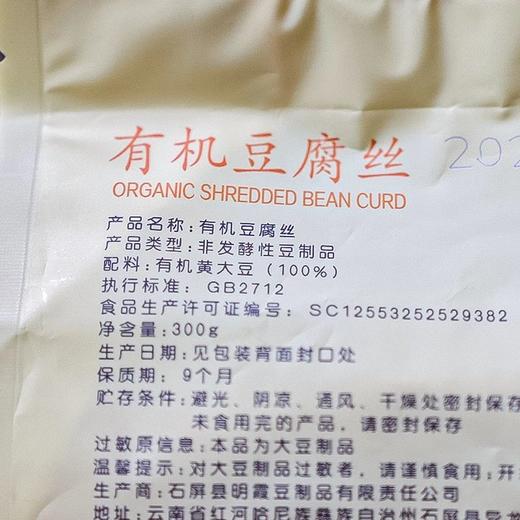 有机豆腐丝 202
ORGANIC SHREDDED BEAN CURD
产品名称：有机豆腐丝
产品类型：非发酵性豆制品
配料：有机黄大豆（100%）
执行标准： GB2712
食品生产许可证编号： SC12553252529382
净含量：300g
生产日期：见包装背面封口处
保质期：9个月
贮存条件：避光、阴凉、通风、干燥处密封保存
未食用完的产品，请密封保存
过敏原信息：本品为大豆制品
温馨提示：对大豆制品过敏者，请谨慎食用；开
生产商：石屏县明霞豆制品有限责任公司
地址：云南省红河哈尼族彝族自治州石屏县异龙